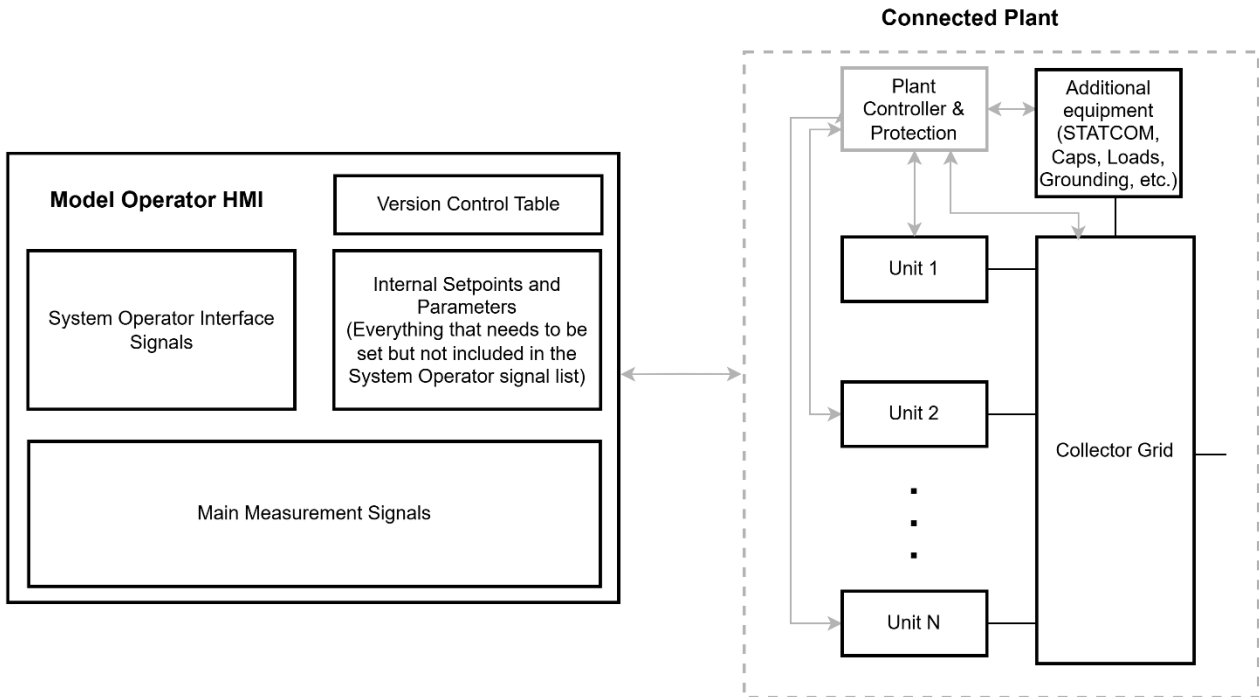 Connected Plant
Model Operator HMI
Version Control Table
System Operator Interface
Signals
Internal Setpoints and
Parameters
(Everything that needs to be
set but not included in the
System Operator signal list)
Main Measurement Signals
Plant
Controller &
Protection
Additional
equipment
(STATCOM,
Caps, Loads,
Grounding, etc.)
Unit 1
Unit 2
Unit N
Collector Grid